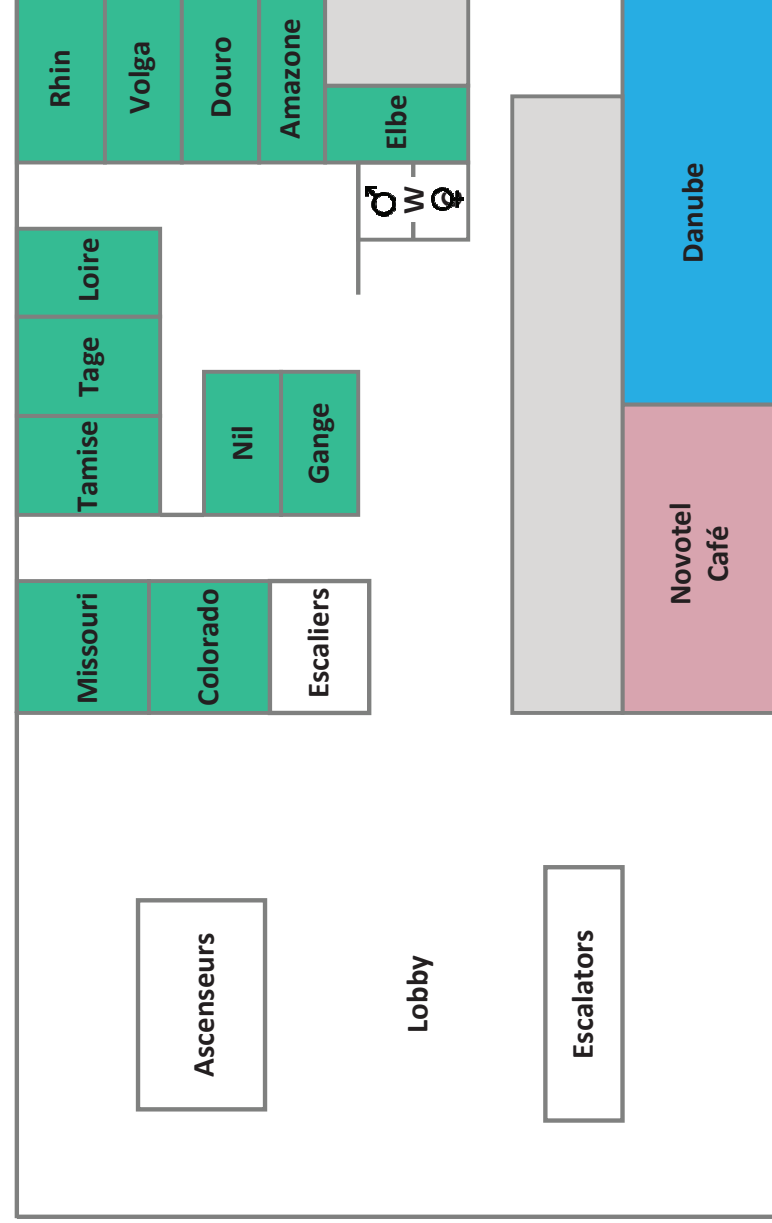 Rhin
Volga
Douro
Amazone
Elbe
Loire
Tage
Tamise
Nil
Gange
W
Danube
Missouri
Colorado
Escaliers
Novotel
Café
Ascenseurs
Lobby
Escalators